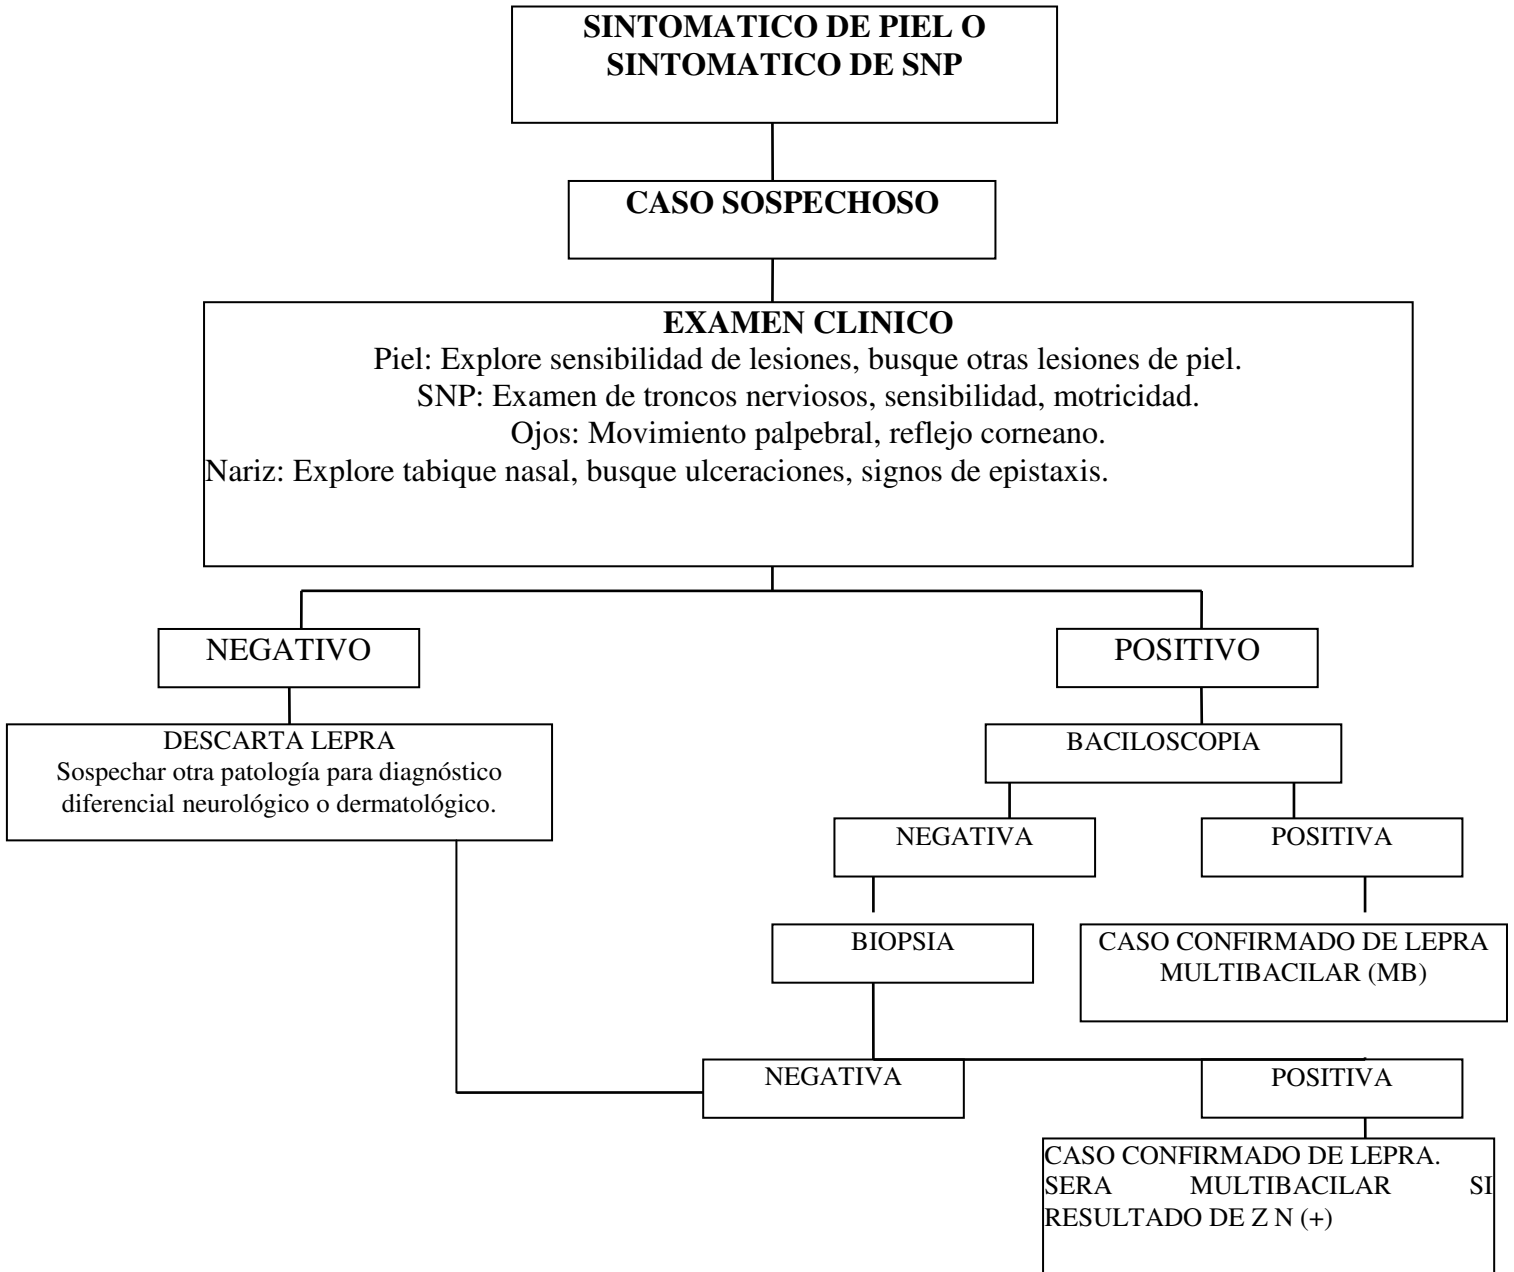 SINTOMATICO DE PIEL O
SINTOMATICO DE SNP
CASO SOSPECHOSO
EXAMEN CLINICO
Piel: Explore sensibilidad de lesiones, busque otras lesiones de piel.
SNP: Examen de troncos nerviosos, sensibilidad, motricidad.
Ojos: Movimiento palpebral, reflejo corneano.
Nariz: Explore tabique nasal, busque ulceraciones, signos de epistaxis.
NEGATIVO
POSITIVO
DESCARTA LEPRA
Sospechar otra patología para diagnóstico
diferencial neurológico o dermatológico.
BACILOSCOPIA
NEGATIVA
POSITIVA
BIOPSIA
CASO CONFIRMADO DE LEPRA
MULTIBACILAR (MB)
NEGATIVA
POSITIVA
CASO CONFIRMADO DE LEPRA.
SERA MULTIBACILAR SI
RESULTADO DE Z N (+)